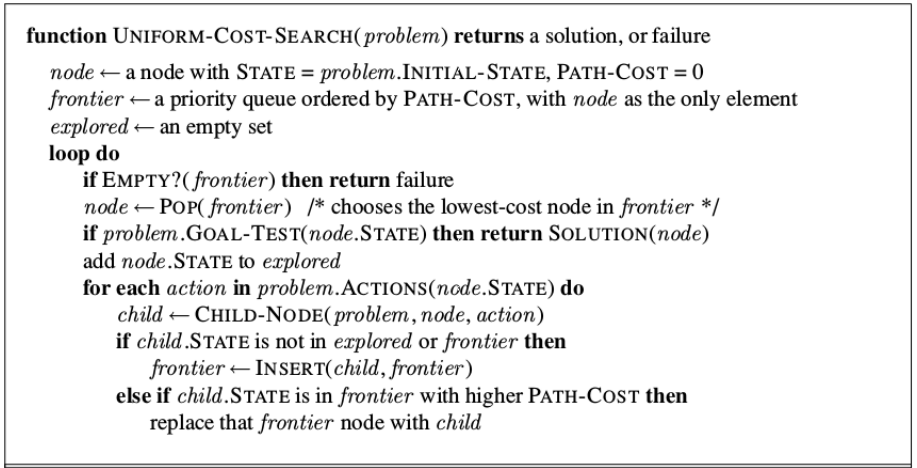 function UNIFORM-COST-SEARCH(problem) returns a solution, or failure
node ← a node with STATE = problem.INITIAL-STATE, PATH-COST = 0
frontier ← a priority queue ordered by PATH-COST, with node as the only element
explored ← an empty set
loop do
if EMPTY?(frontier) then return failure
node ← POP(frontier) /* chooses the lowest-cost node in frontier */
if problem.GOAL-TEST(node.STATE) then return SOLUTION(node)
add node.STATE to explored
for each action in problem.ACTIONS(node.STATE) do
child ← CHILD-NODE(problem, node, action)
if child.STATE is not in explored or frontier then
frontier ← INSERT(child, frontier)
else if child.STATE is in frontier with higher PATH-COST then
replace that frontier node with child